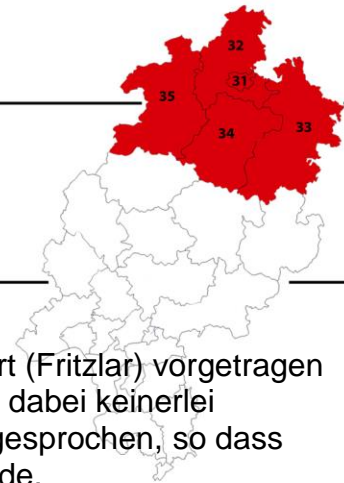 32
31
35
34
33
rt (Fritzlar) vorgetragen
dabei keinerlei
gesprochen, so dass
de.